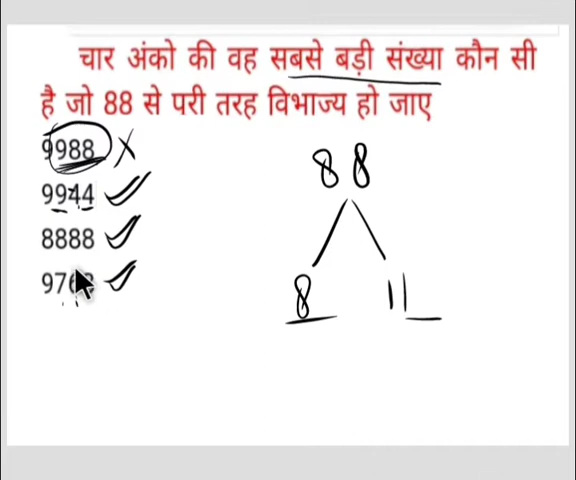 चार अंको की वह सबसे बड़ी संख्या कौन सी
है जो 88 से परी तरह विभाज्य हो जाए
9988
9944
8888
88
8 11